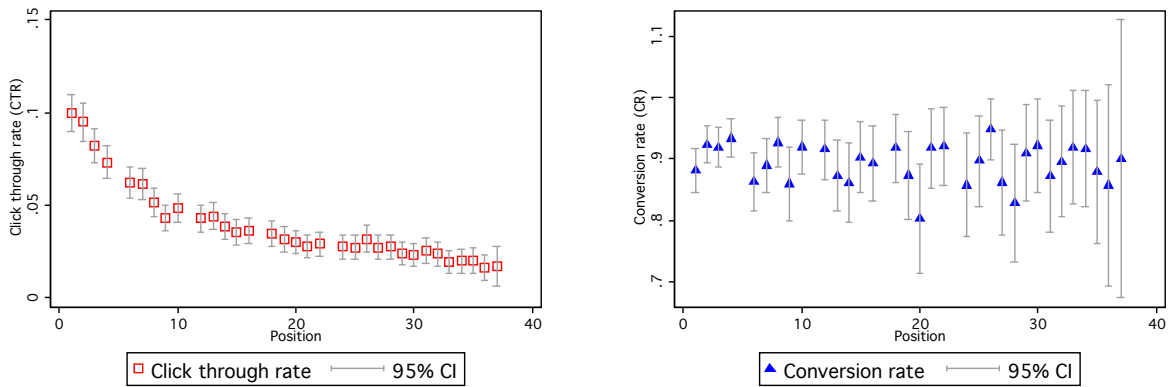 Click through rate (CTR)
0
.05
.1
.15
0
10
20
30
40
Position
Click through rate
95% CI
Conversion rate (CR)
.7
.8
.9
1
1.1
0
10
20
30
40
Position
Conversion rate
95% CI